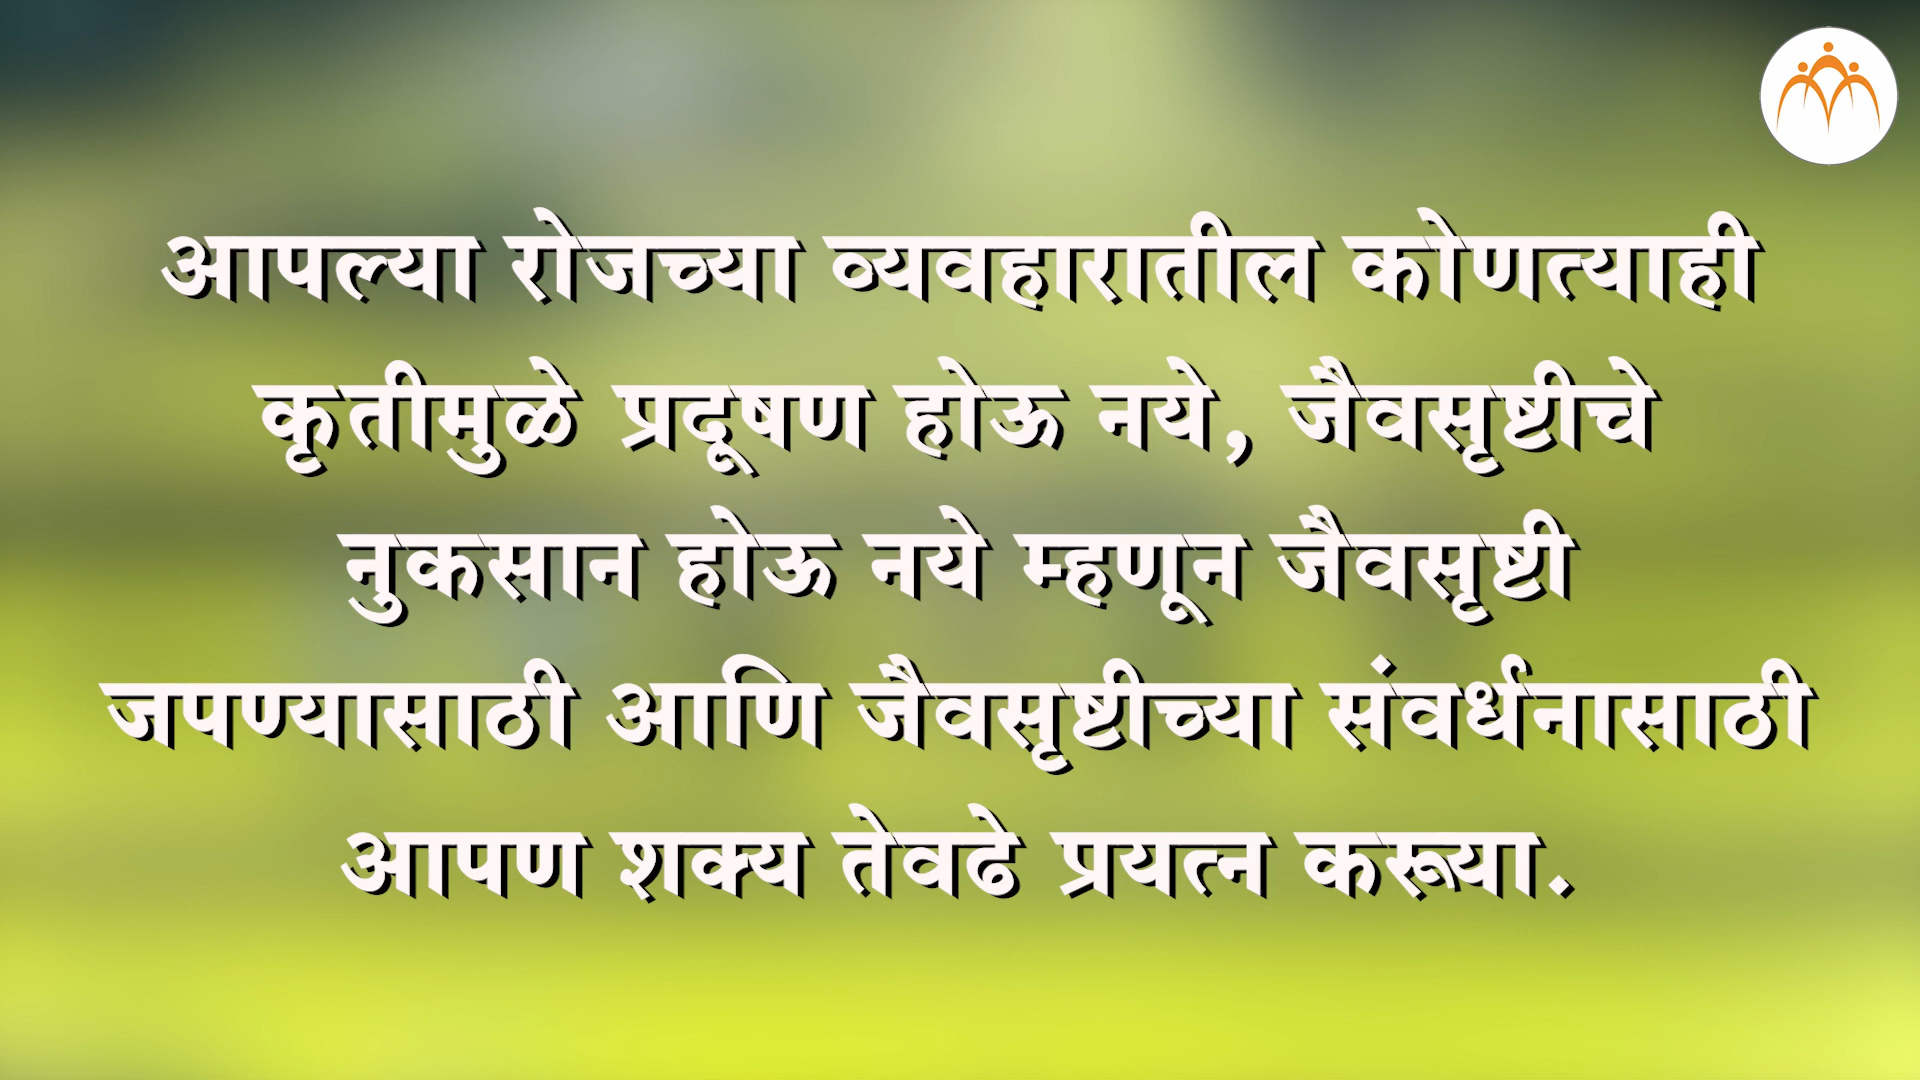 आपल्या रोजच्या व्यवहारातील कोणत्याही
कृतीमुळे प्रदूषण होऊ नये, जैवसृष्टीचे
नुकसान होऊ नये म्हणून जैवसृष्टी
जपण्यासाठी आणि जैवसृष्टीच्या संवर्धनासाठी
आपण शक्य तेवढे प्रयत्न करूया.